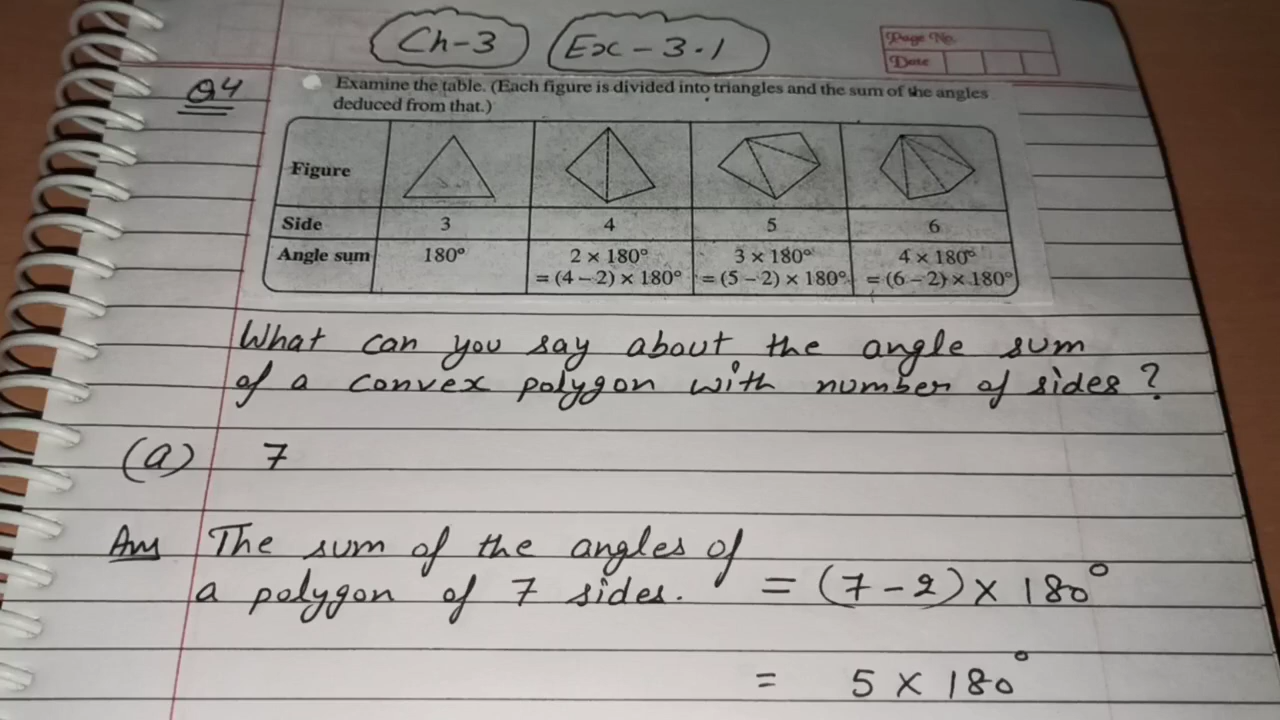 Ch-3 Ex-3.1
Page No.
Date
Q4
Examine the table. (Each figure is divided into triangles and the sum of the angles
deduced from that.)
Figure
Side 3 4 5 6
Angle sum 180° 2 × 180° 3 × 180° 4 × 180°
= (4 – 2) × 180° = (5 – 2) × 180° = (6 – 2) × 180°
What can you say about the angle sum
of a convex polygon with number of sides?
(a) 7
Ans The sum of the angles of
a polygon of 7 sides. = (7-2) × 180°
= 5 × 180°